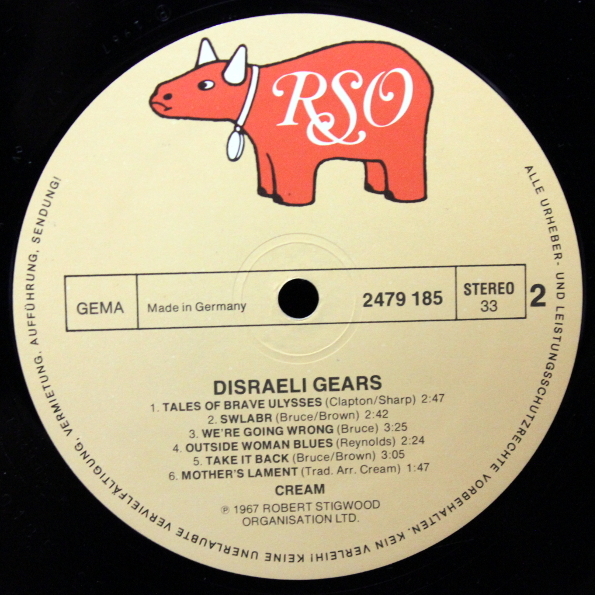 RSO
GEMA
Made in Germany
2479 185
STEREO
33
2
DISRAELI GEARS
1. TALES OF BRAVE ULYSSES (Clapton/Sharp) 2:47
2. SWLABR (Bruce/Brown) 2:42
3. WE'RE GOING WRONG (Bruce) 3:25
4. OUTSIDE WOMAN BLUES (Reynolds) 2:24
5. TAKE IT BACK (Bruce/Brown) 3:05
6. MOTHER'S LAMENT (Trad. Arr. Cream) 1:47
CREAM
℗ 1967 ROBERT STIGWOOD
ORGANISATION LTD.
ALLE URHEBER- UND LEISTUNGSSCHUTZRECHTE VORBEHALTEN. KEIN VERLEIH! KEINE UNERLAUBTE VERVIELFÄLTIGUNG, VERMIETUNG, AUFFÜHRUNG, SENDUNG!